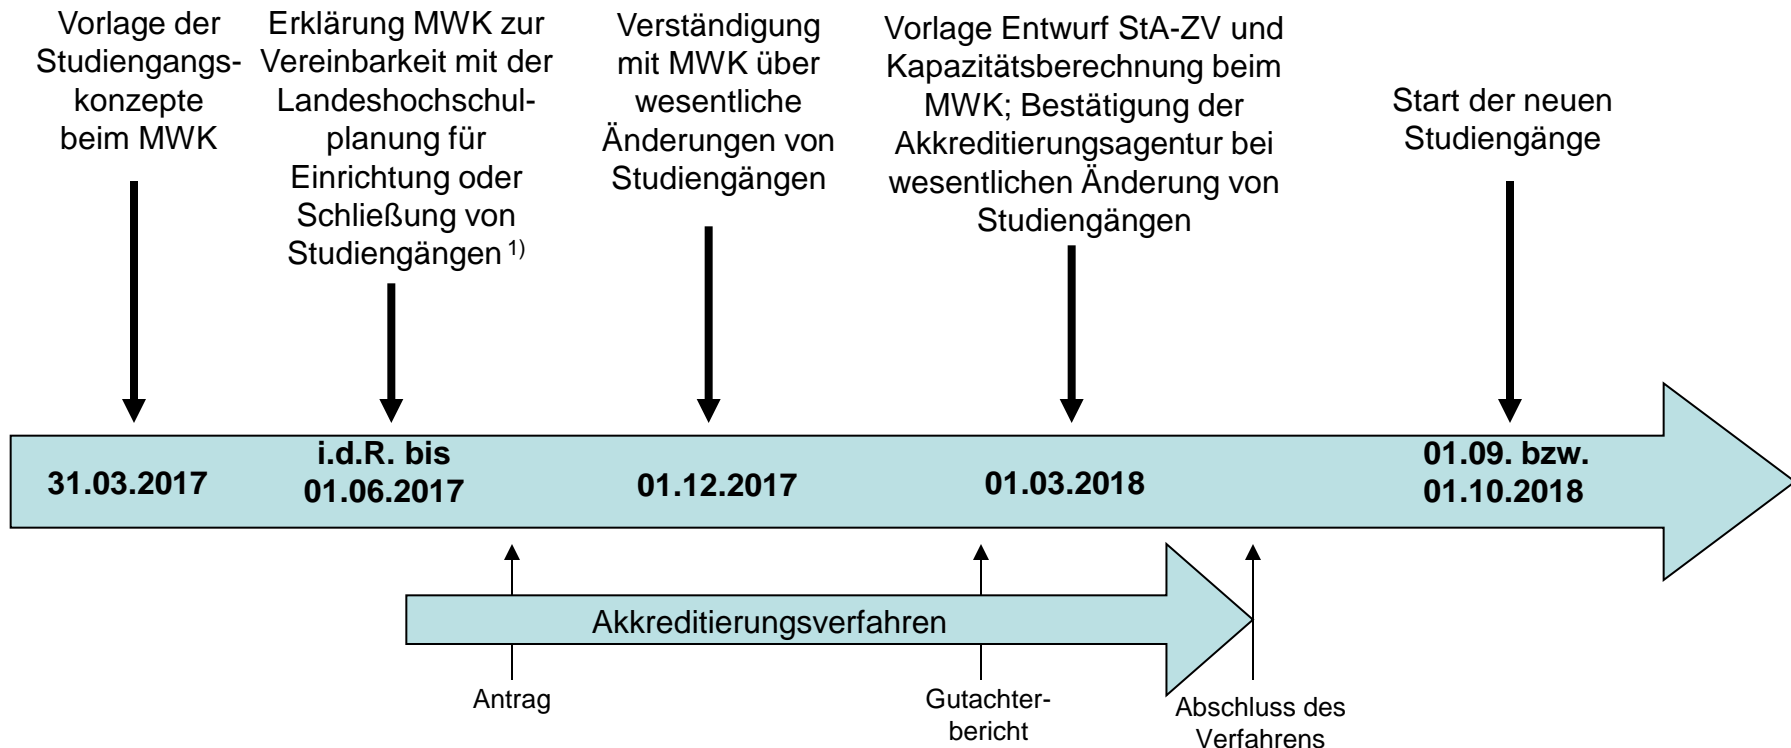 Vorlage der
Studiengangs-
konzepte
beim MWK
Erklärung MWK zur
Vereinbarkeit mit der
Landeshochschul-
planung für
Einrichtung oder
Schließung von
Studiengängen 1)
Verständigung
mit MWK über
wesentliche
Änderungen von
Studiengängen
Vorlage Entwurf StA-ZV und
Kapazitätsberechnung beim
MWK; Bestätigung der
Akkreditierungsagentur bei
wesentlichen Änderung von
Studiengängen
Start der neuen
Studiengänge
31.03.2017
i.d.R. bis
01.06.2017
01.12.2017
01.03.2018
01.09. bzw.
01.10.2018
Akkreditierungsverfahren
Antrag
Gutachter-
bericht
Abschluss des
Verfahrens